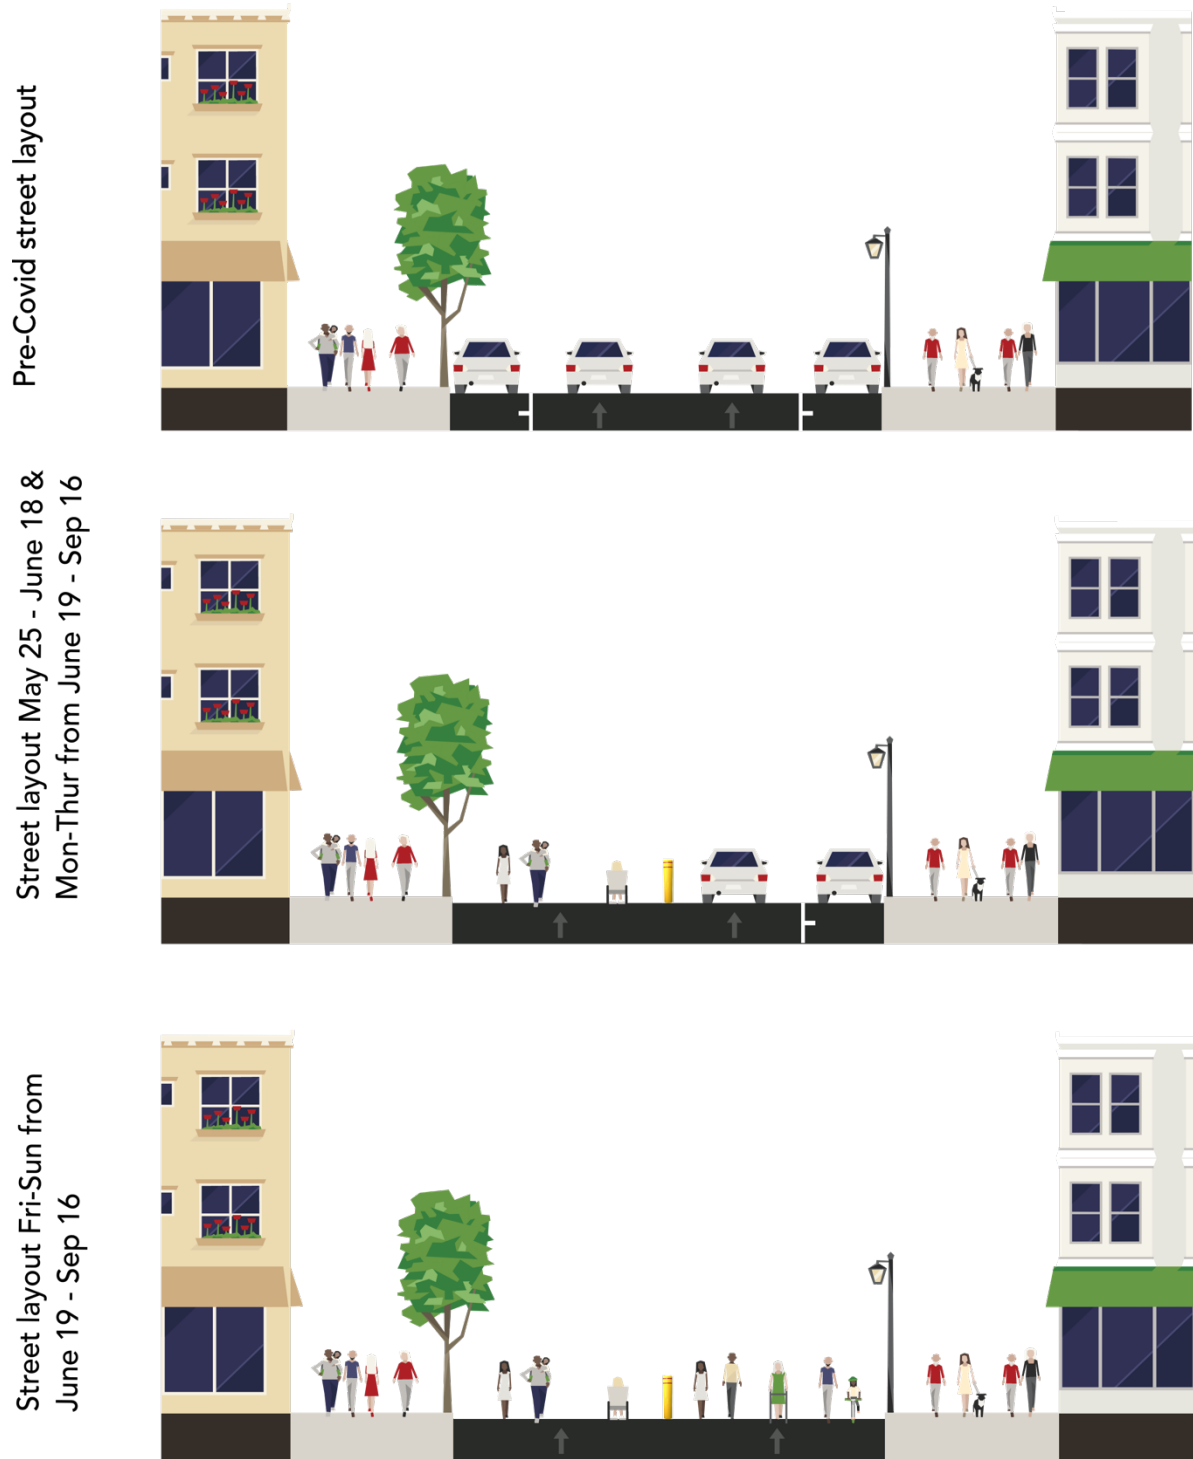 Pre-Covid street layout
Street layout May 25 - June 18 &
Mon-Thur from June 19 - Sep 16
Street layout Fri-Sun from
June 19 - Sep 16